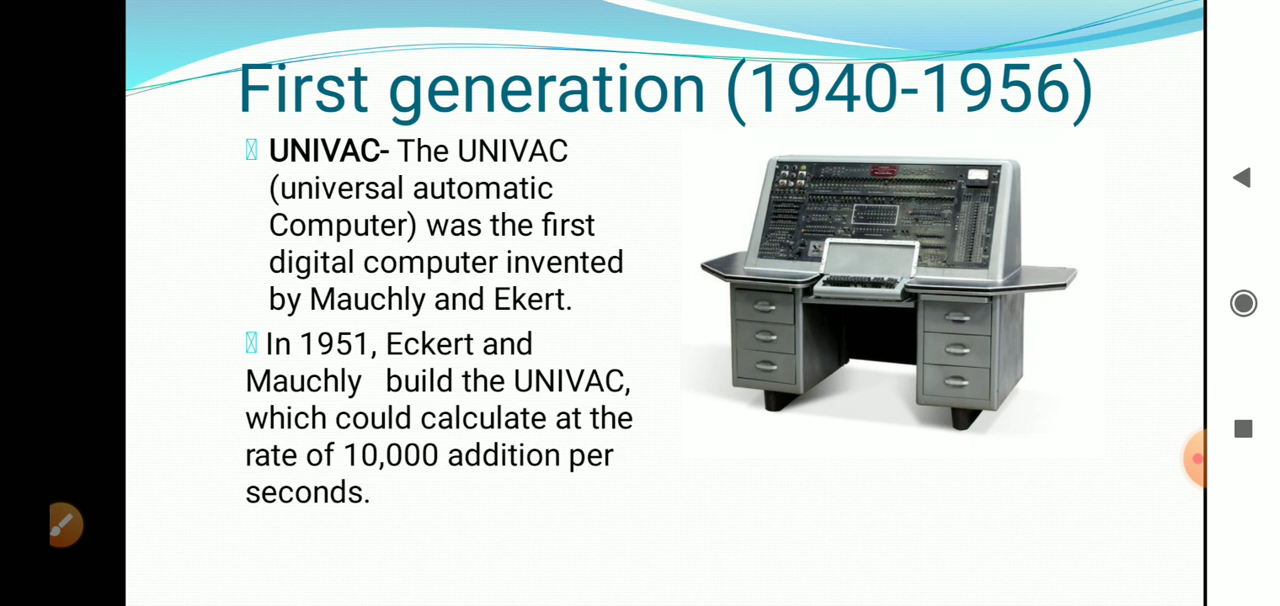 First generation (1940-1956)
UNIVAC- The UNIVAC
(universal automatic
Computer) was the first
digital computer invented
by Mauchly and Ekert.
In 1951, Eckert and
Mauchly build the UNIVAC,
which could calculate at the
rate of 10,000 addition per
seconds.